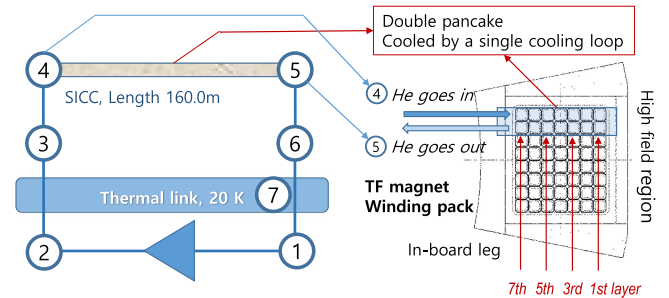 Double pancake
Cooled by a single cooling loop
4
5
SICC, Length 160.0m
4
He goes in
3
6
5
He goes out
High field region
Thermal link, 20 K
7
TF magnet
Winding pack
2
1
In-board leg
7th
5th
3rd
1st layer